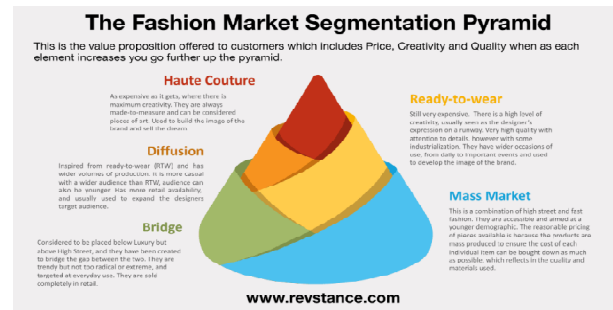 The Fashion Market Segmentation Pyramid
This is the value proposition offered to customers which includes Price, Creativity and Quality when as each
element increases you go further up the pyramid.
Haute Couture
As expensive as it gets, where there is
maximum creativity. They are always
made-to-measure and can be considered
pieces of art. Used to build the image of the
brand and sell the dream.
Ready-to-wear
Still very expensive. There is a high level of
creativity, usually seen as the designer's
expression on a runway. Very high quality with
attention to details, however with some
industrialization. They have wider occasions of
use, from daily to important events and used
to develop the image of the brand.
Diffusion
Inspired from ready-to-wear (RTW) and has
wider volumes of production. It is more casual
with a wider audience than RTW, audience can
also be younger. Has more retail availability,
and usually used to expand the designers
target audience.
Mass Market
This is a combination of high street and fast
fashion. They are accessible and aimed at a
younger demographic. The reasonable pricing
of pieces available is because the products are
mass produced to ensure the cost of each
individual item can be bought down as much
as possible, which reflects in the quality and
materials used.
Bridge
Considered to be placed below Luxury but
above High Street, and they have been created
to bridge the gap between the two. They are
trendy but not too radical or extreme, and
targeted at everyday use. They are sold
completely in retail.
www.revstance.com